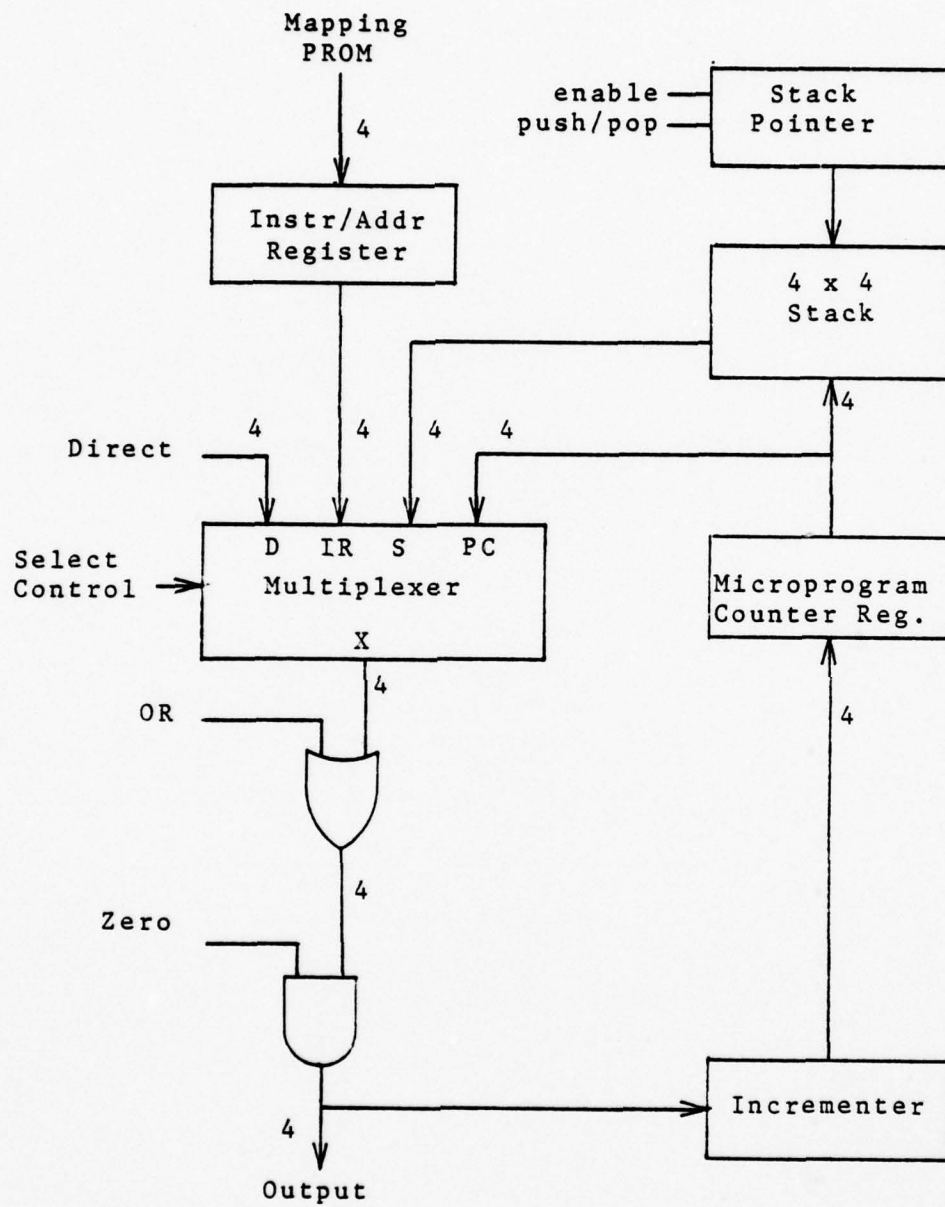 Mapping
PROM
4
enable
push/pop
Stack
Pointer
Instr/Addr
Register
4 x 4
Stack
4
Direct
4
4
4
4
D IR S PC
Multiplexer
X
Select
Control
Microprogram
Counter Reg.
4
OR
4
4
Zero
Incrementer
4
Output